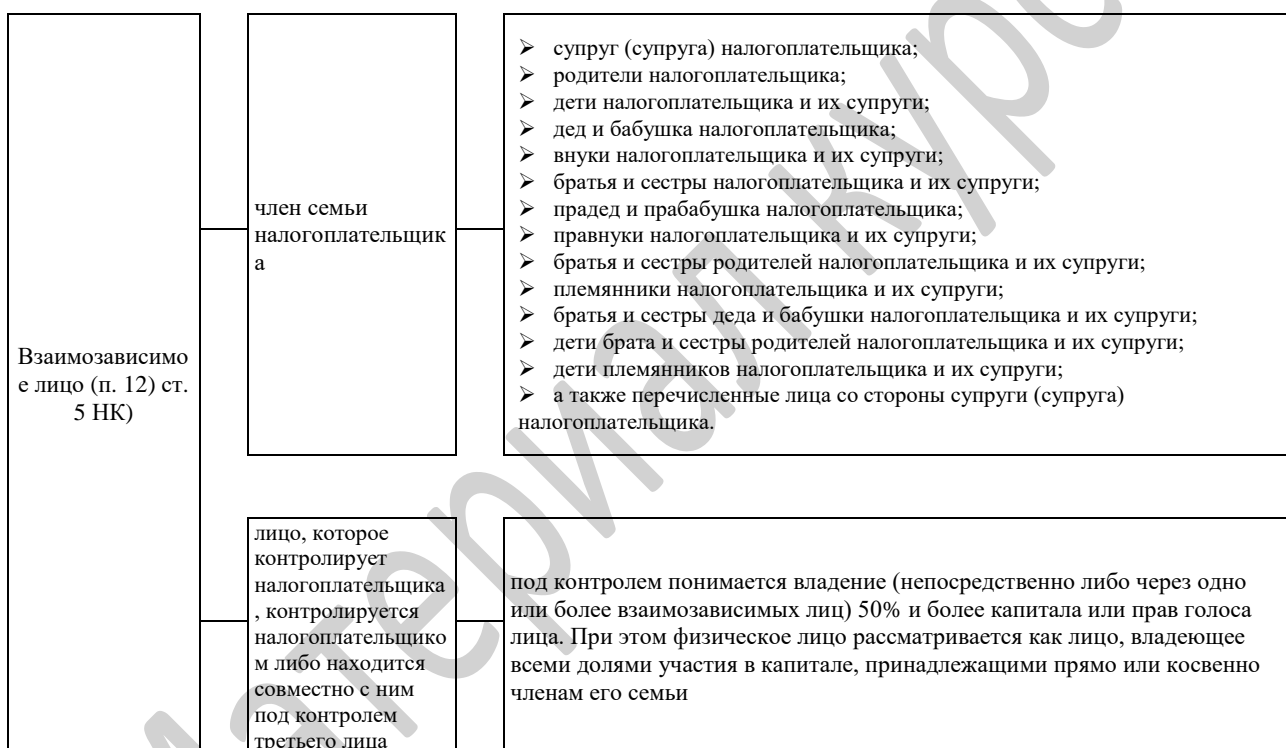 Взаимозависимо
е лицо (п. 12) ст.
5 НК)
член семьи
налогоплательщик
а
➢ супруг (супруга) налогоплательщика;
➢ родители налогоплательщика;
➢ дети налогоплательщика и их супруги;
➢ дед и бабушка налогоплательщика;
➢ внуки налогоплательщика и их супруги;
➢ братья и сестры налогоплательщика и их супруги;
➢ прадед и прабабушка налогоплательщика;
➢ правнуки налогоплательщика и их супруги;
➢ братья и сестры родителей налогоплательщика и их супруги;
➢ племянники налогоплательщика и их супруги;
➢ братья и сестры деда и бабушки налогоплательщика и их супруги;
➢ дети брата и сестры родителей налогоплательщика и их супруги;
➢ дети племянников налогоплательщика и их супруги;
➢ а также перечисленные лица со стороны супруги (супруга)
налогоплательщика.
лицо, которое
контролирует
налогоплательщика
, контролируется
налогоплательщико
м либо находится
совместно с ним
под контролем
третьего лица
под контролем понимается владение (непосредственно либо через одно
или более взаимозависимых лиц) 50% и более капитала или прав голоса
лица. При этом физическое лицо рассматривается как лицо, владеющее
всеми долями участия в капитале, принадлежащими прямо или косвенно
членам его семьи